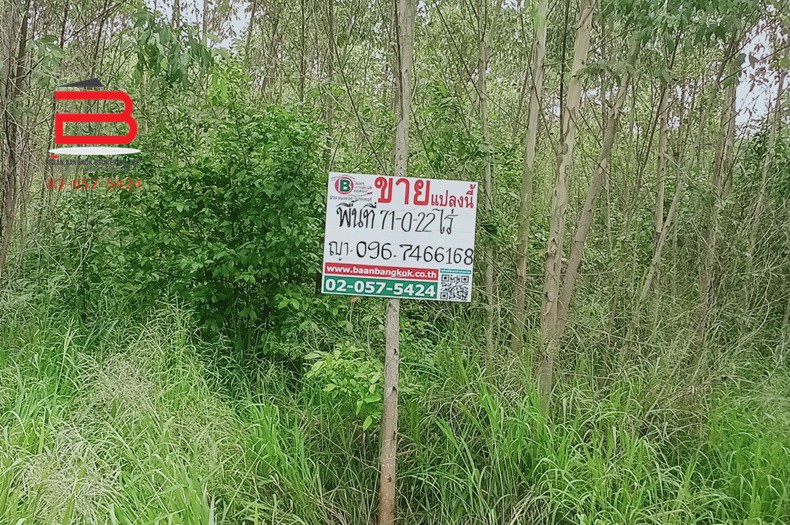 B
02-057-5424
B
ขายแปลงนี้
พื้นที่ 71-0-22 ไร่
ญา. 096-7466168
www.baanbangkok.co.th
02-057-5424